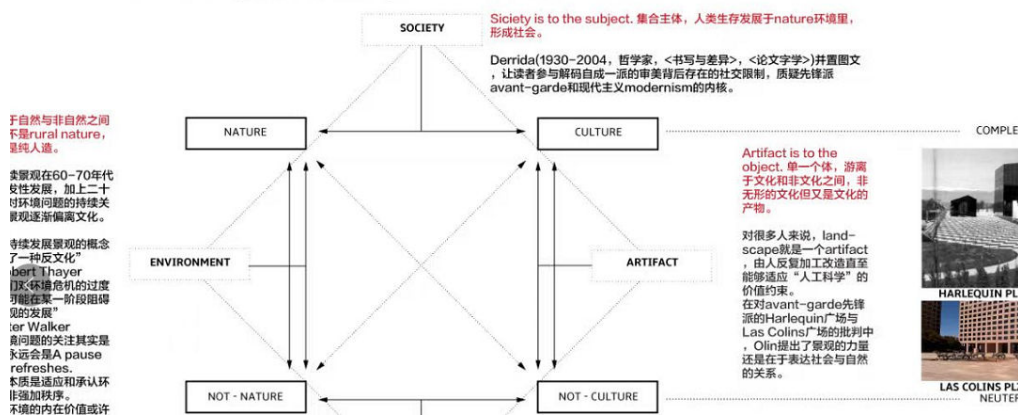 SOCIETY
Siciety is to the subject. 集合主体，人类生存发展于nature环境里，
形成社会。
Derrida(1930-2004，哲学家，<书写与差异>，<论文字学>)并置图文
，让读者参与解码自成一派的审美背后存在的社交限制，质疑先锋派
avant-garde和现代主义modernism的内核。
于自然与非自然之间
不是rural nature，
是纯人造。
续景观在60-70年代
发性发展，加上二十
对环境问题的持续关
景观逐渐偏离文化。
持续发展景观的概念
了一种反文化”
bert Thayer
环境危机的过度
可能在某一阶段阻碍
观的发展”
ter Walker
境问题的关注其实是
永远会是A pause
refreshes.
本质是适应和承认环
非强加秩序。
环境的内在价值或许
NATURE
CULTURE
COMPLE
ENVIRONMENT
ARTIFACT
Artifact is to the
object. 单一个体，游离
于文化和非文化之间，非
无形的文化但又是文化的
产物。
对很多人来说，land-
scape就是一个artifact
，由人反复加工改造直至
能够适应“人工科学”的
价值约束。
在对avant-garde先锋
派的Harlequin广场与
Las Colins广场的批判中
，Olin提出了景观的力量
还是在于表达社会与自然
的关系。
HARLEQUIN PL
LAS COLINS PL
NOT - NATURE
NOT - CULTURE
NEUTER